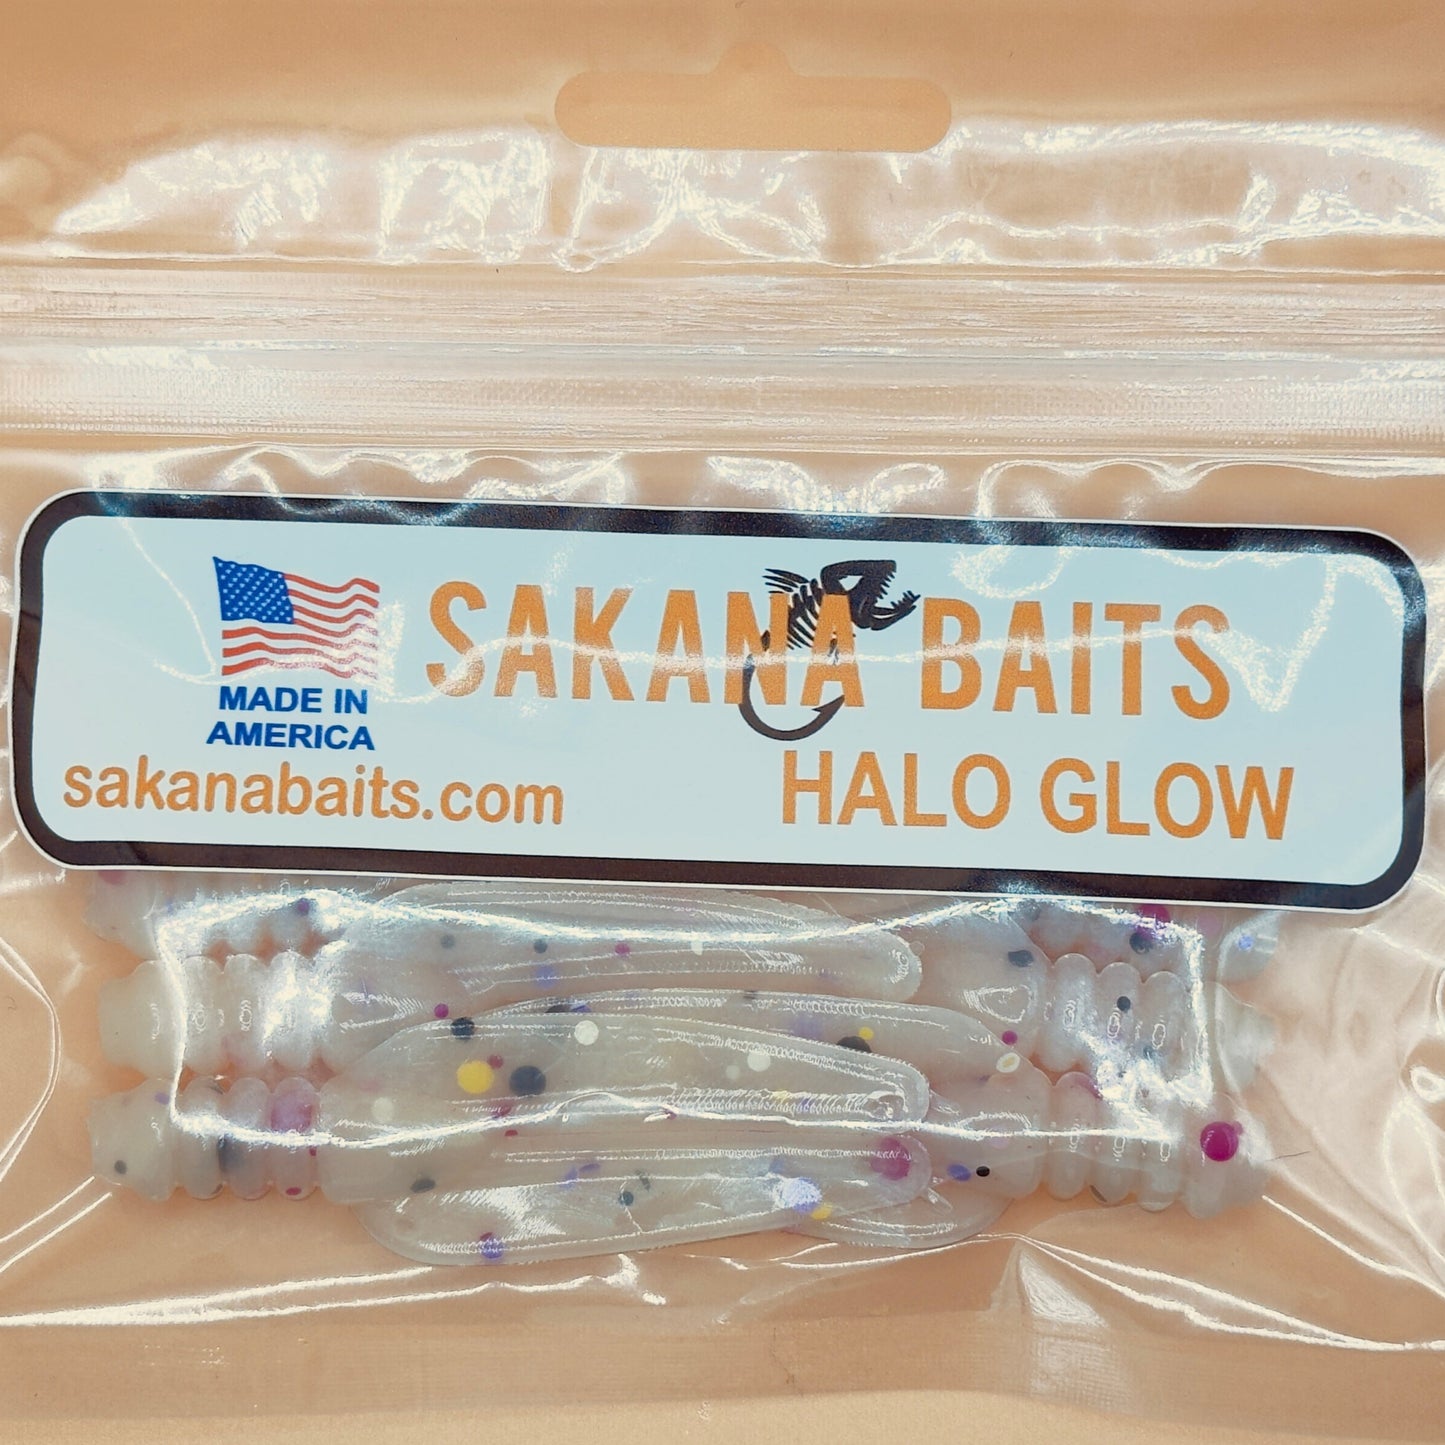 SAKANA BAITS
MADE IN
AMERICA
sakanabaits.com
HALO GLOW